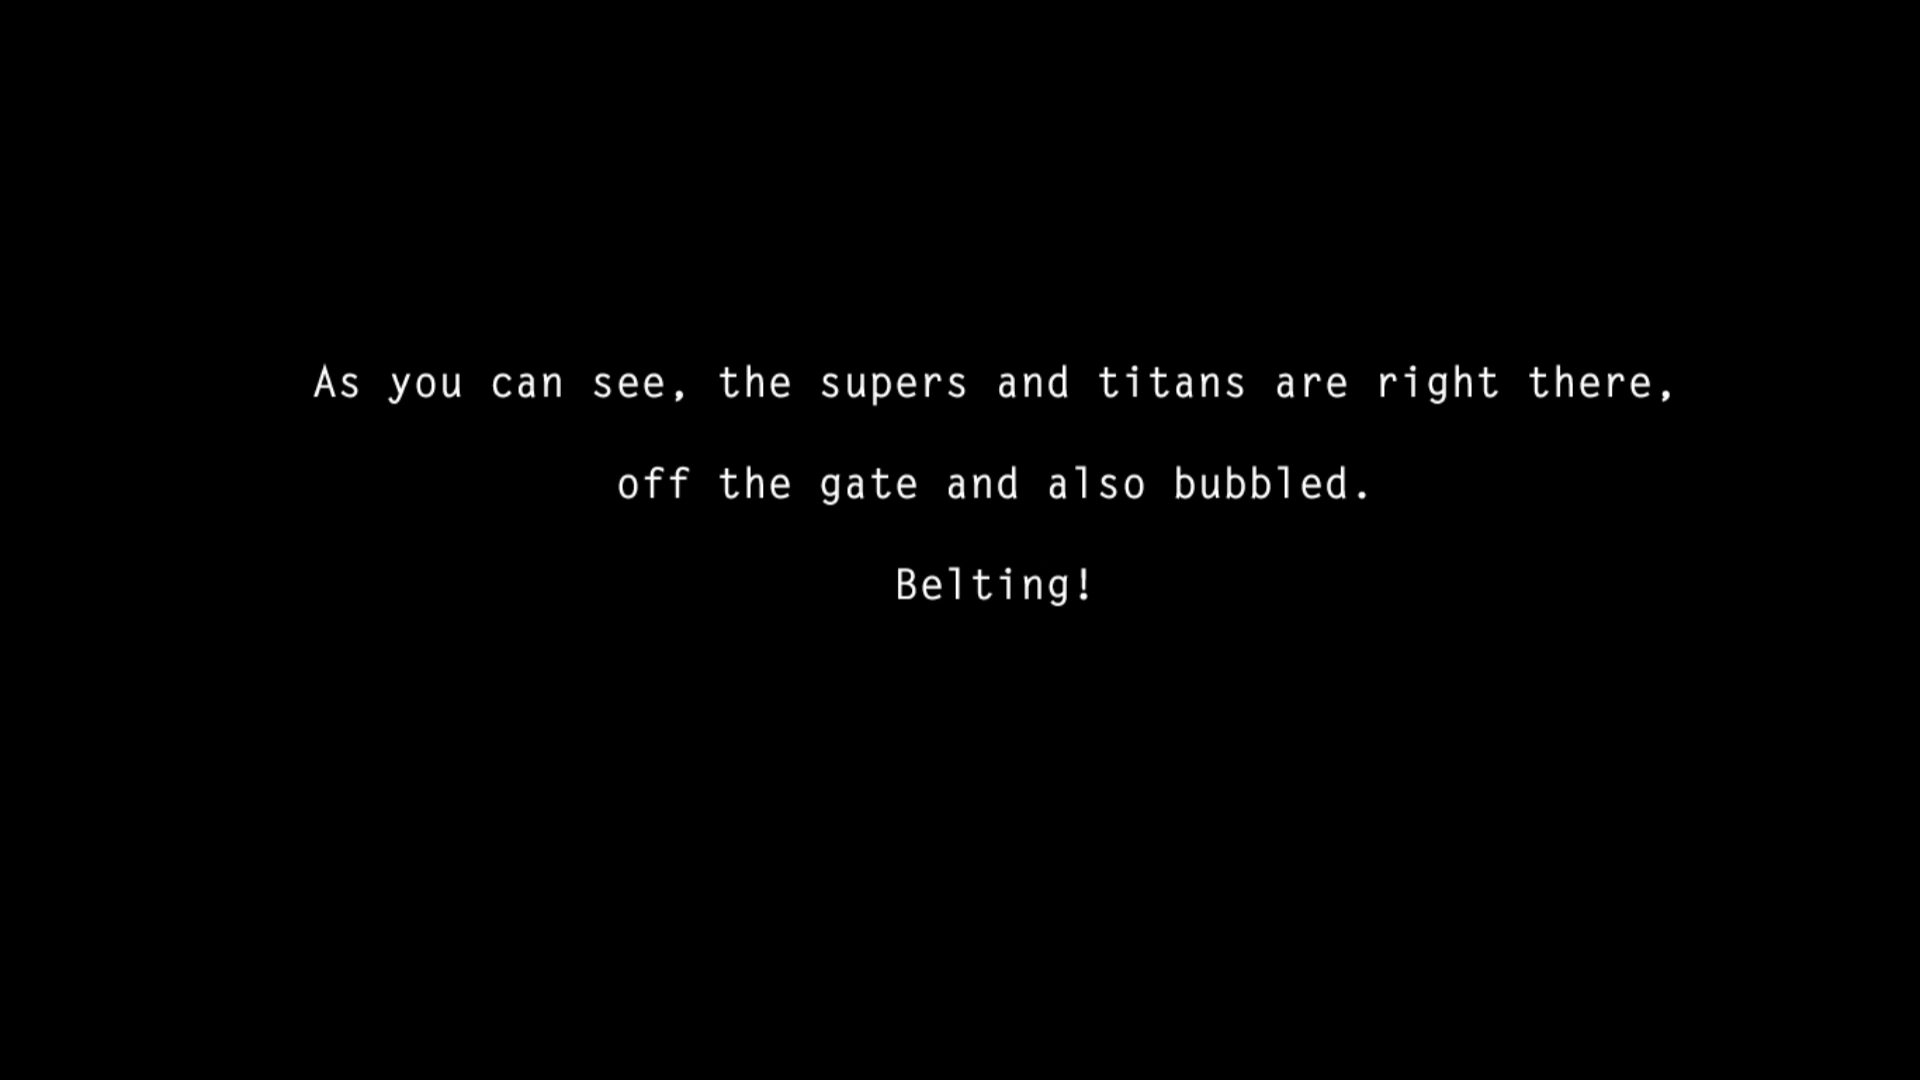 As you can see, the supers and titans are right there,
off the gate and also bubbled.
Belting!